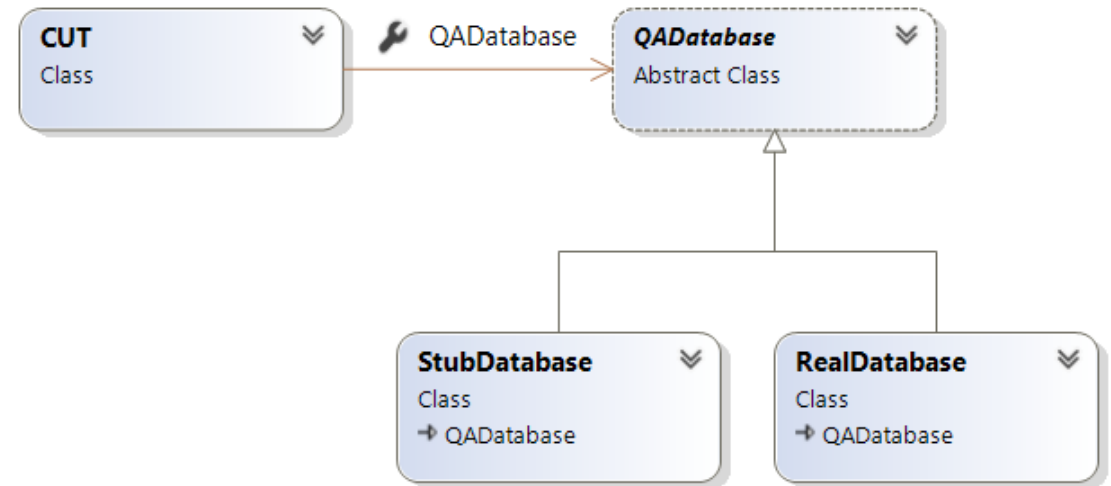 CUT
Class
QADatabase
QADatabase
Abstract Class
StubDatabase
Class
QADatabase
RealDatabase
Class
QADatabase